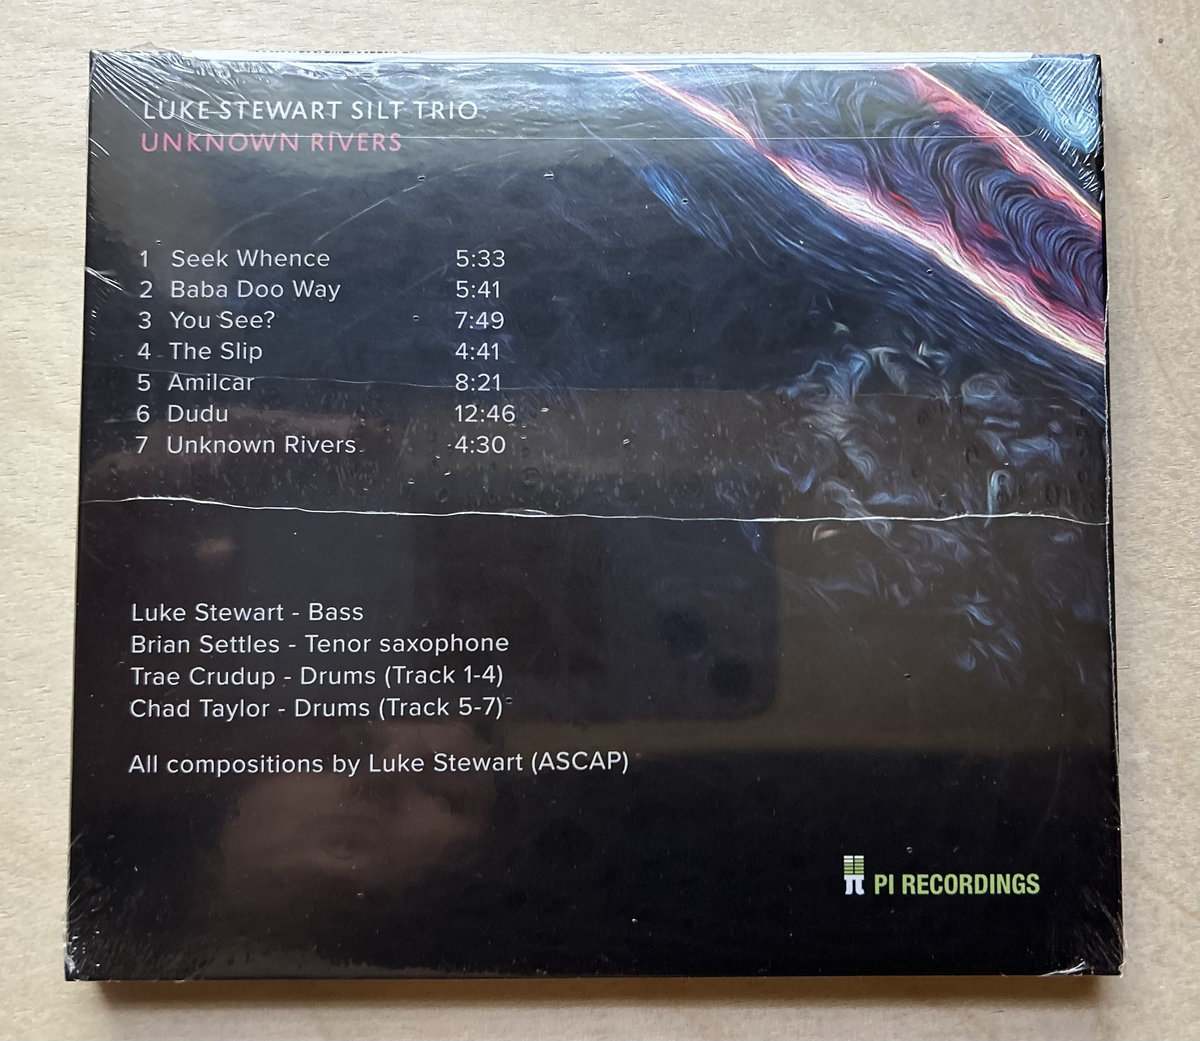 LUKE STEWART SILT TRIO
UNKNOWN RIVERS
1 Seek Whence 5:33
2 Baba Doo Way 5:41
3 You See? 7:49
4 The Slip 4:41
5 Amilcar 8:21
6 Dudu 12:46
7 Unknown Rivers 4:30
Luke Stewart - Bass
Brian Settles - Tenor saxophone
Trae Crudup - Drums (Track 1-4)
Chad Taylor - Drums (Track 5-7)
All compositions by Luke Stewart (ASCAP)
π PI RECORDINGS